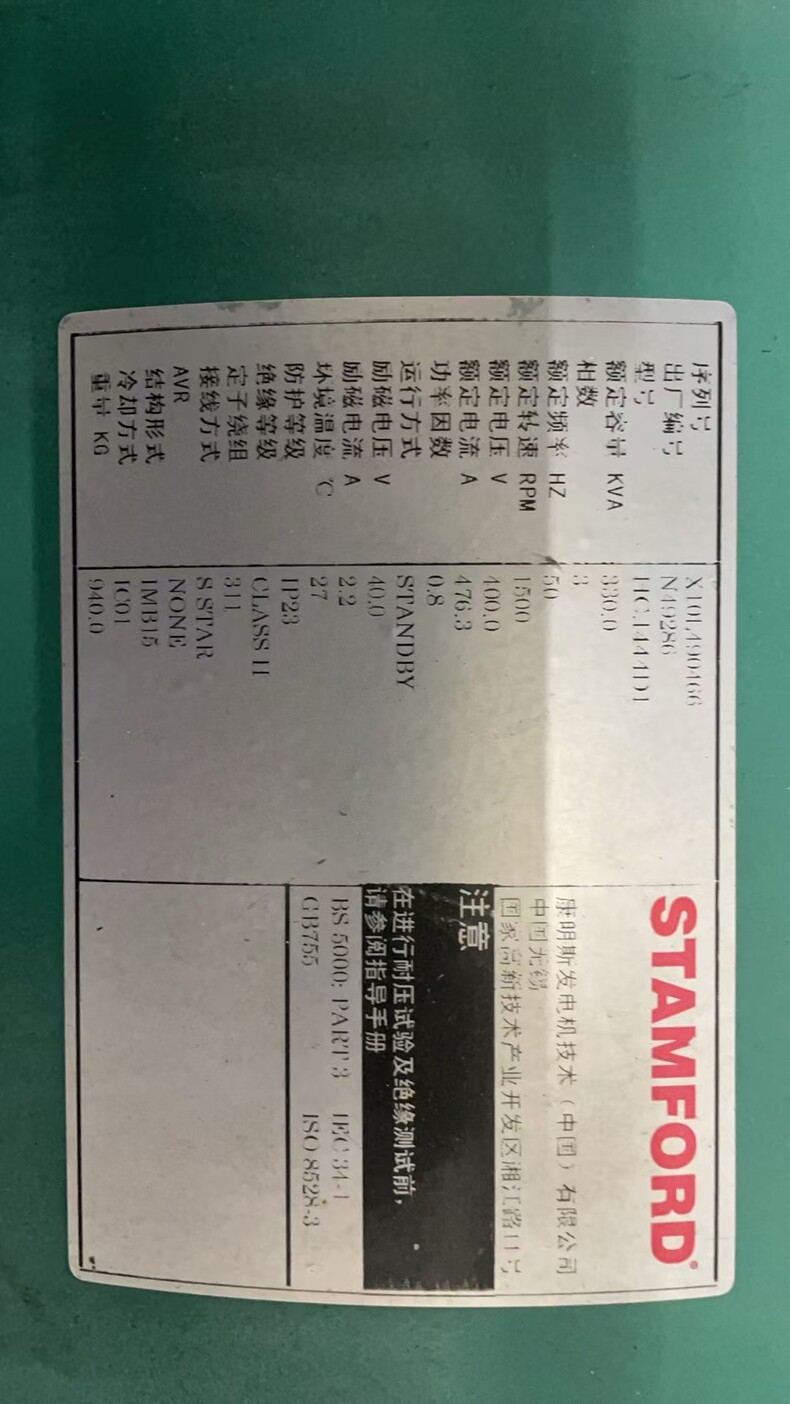 序列号 X10L490466
出厂编号 N49286
型号 HCI444D1
额定容量 KVA 330.0
相数 3
额定频率 HZ 50
额定转速 RPM 1500
额定电压 V 400.0
额定电流 A 476.3
功率因数 0.8
运行方式 STANDBY
励磁电压 V 40.0
励磁电流 A 2.2
环境温度 ℃ 27
防护等级 IP23
绝缘等级 CLASS H
定子绕组 311
接线方式 S-STAR
AVR NONE
结构形式 IMB15
冷却方式 IC01
重量 KG 940.0
STAMFORD®
康明斯发电机技术(中国)有限公司
中国无锡
国家高新技术产业开发区湘江路11号
注意
在进行耐压试验及绝缘测试前,
请参阅指导手册
BS 5000; PART 3 IEC 34-1
GB755 ISO 8528-3